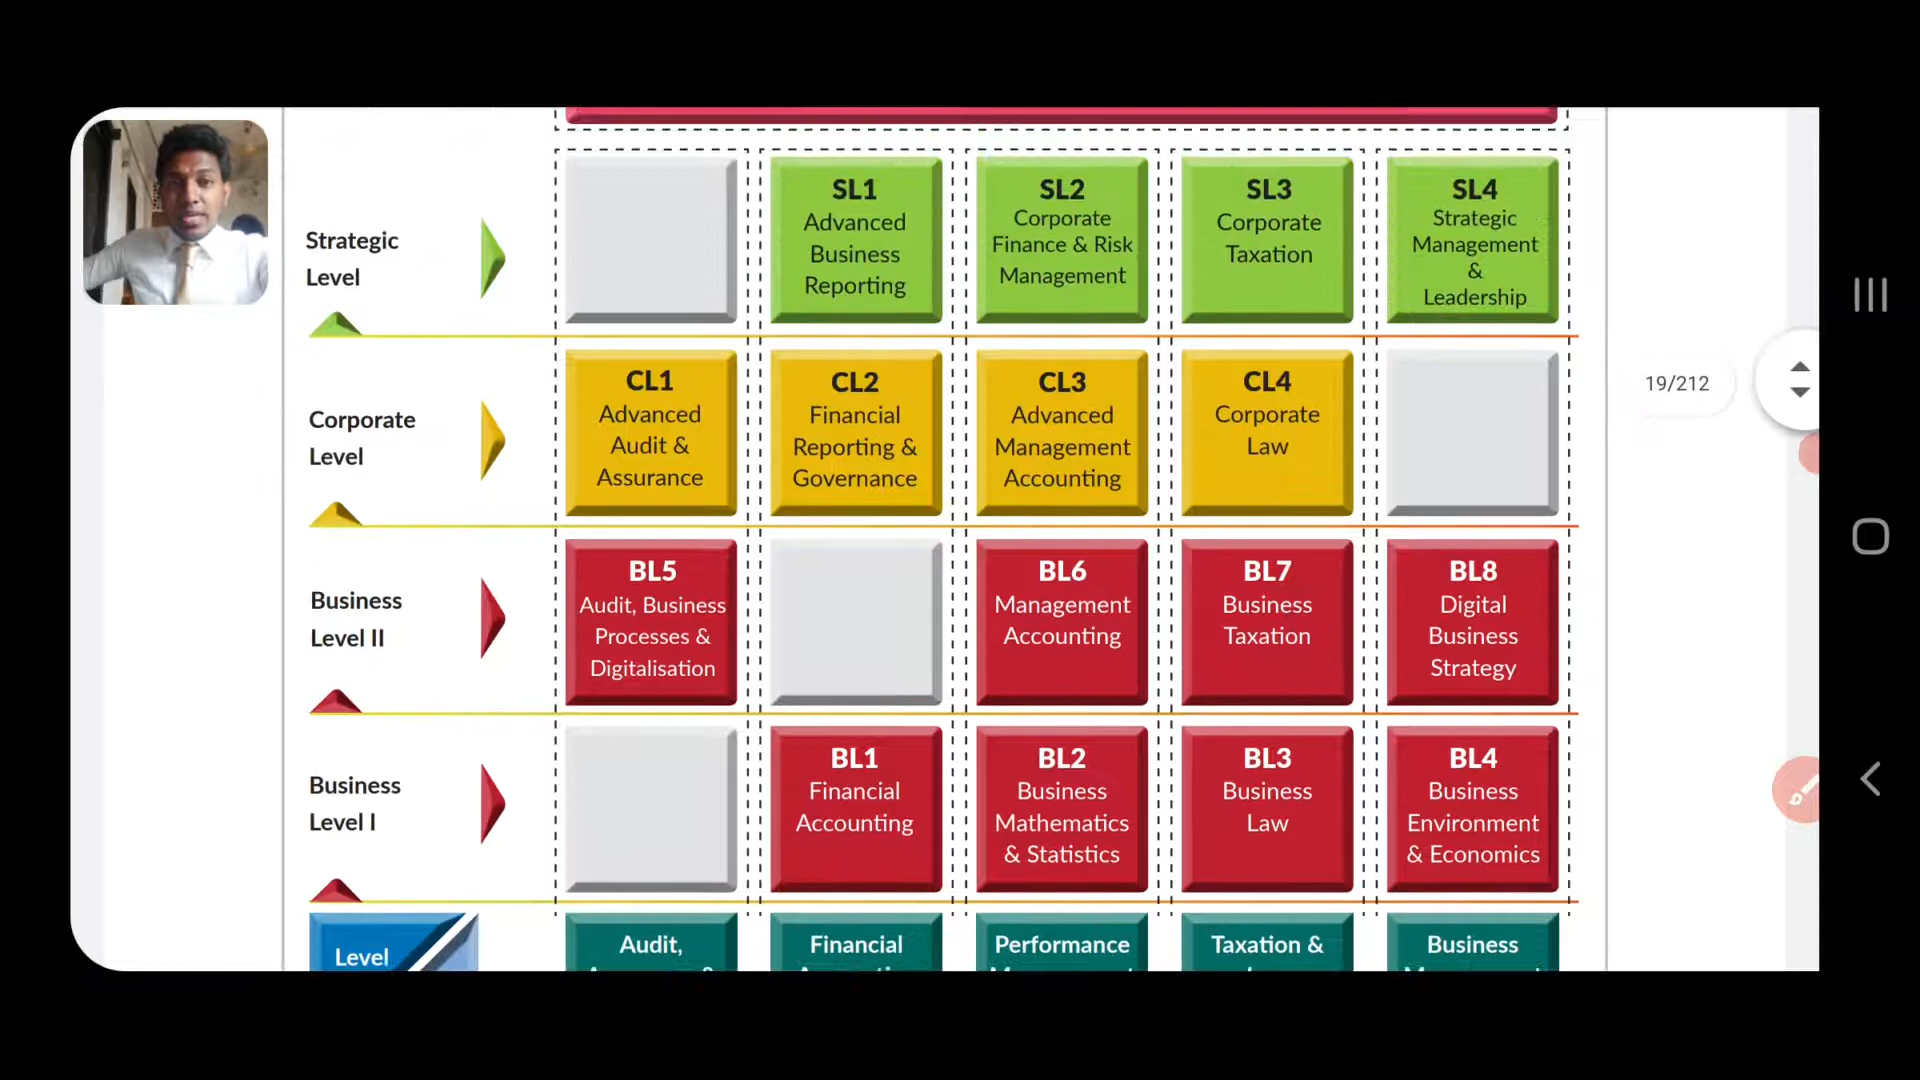 Strategic
Level
SL1
Advanced
Business
Reporting
SL2
Corporate
Finance & Risk
Management
SL3
Corporate
Taxation
SL4
Strategic
Management
&
Leadership
Corporate
Level
CL1
Advanced
Audit &
Assurance
CL2
Financial
Reporting &
Governance
CL3
Advanced
Management
Accounting
CL4
Corporate
Law
19/212
Business
Level II
BL5
Audit, Business
Processes &
Digitalisation
BL6
Management
Accounting
BL7
Business
Taxation
BL8
Digital
Business
Strategy
Business
Level I
BL1
Financial
Accounting
BL2
Business
Mathematics
& Statistics
BL3
Business
Law
BL4
Business
Environment
& Economics
Level
Audit,
Financial
Performance
Taxation &
Business